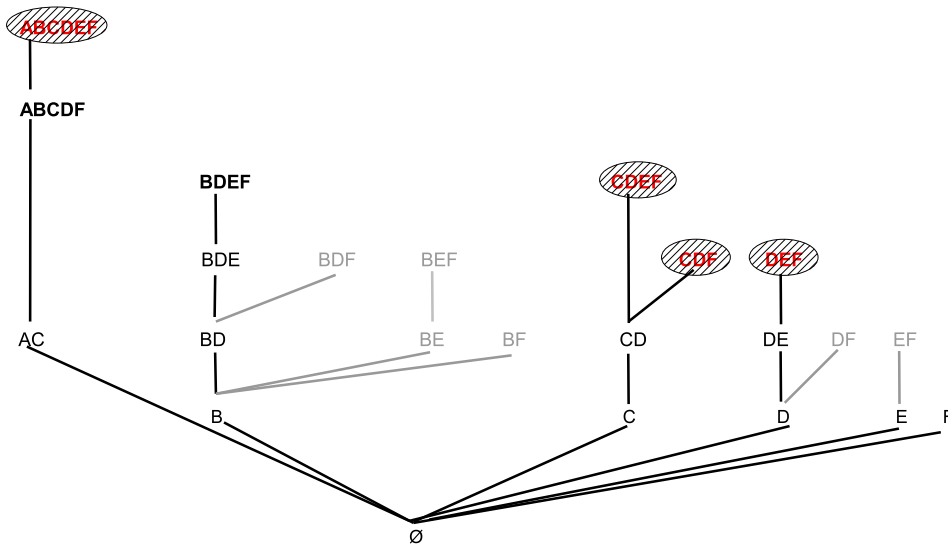 ABCDEF
ABCDF
BDEF
CDEF
BDE
BDF
BEF
CDF
DEF
AC
BD
BE
BF
CD
DE
DF
EF
B
C
D
E
F
Ø